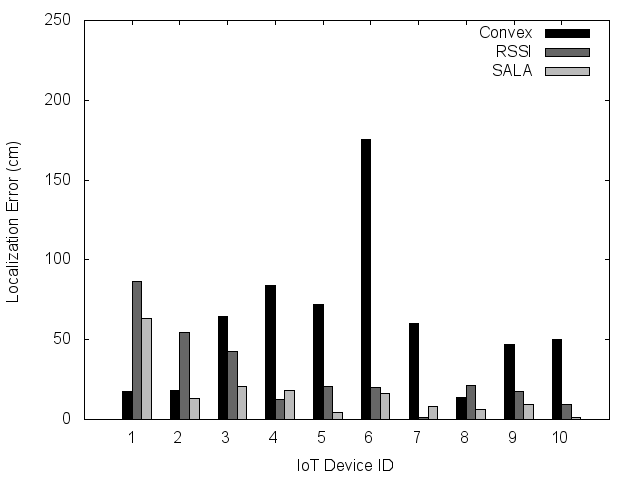 250
200
150
100
50
0
Localization Error (cm)
Convex
RSSI
SALA
1 2 3 4 5 6 7 8 9 10
IoT Device ID